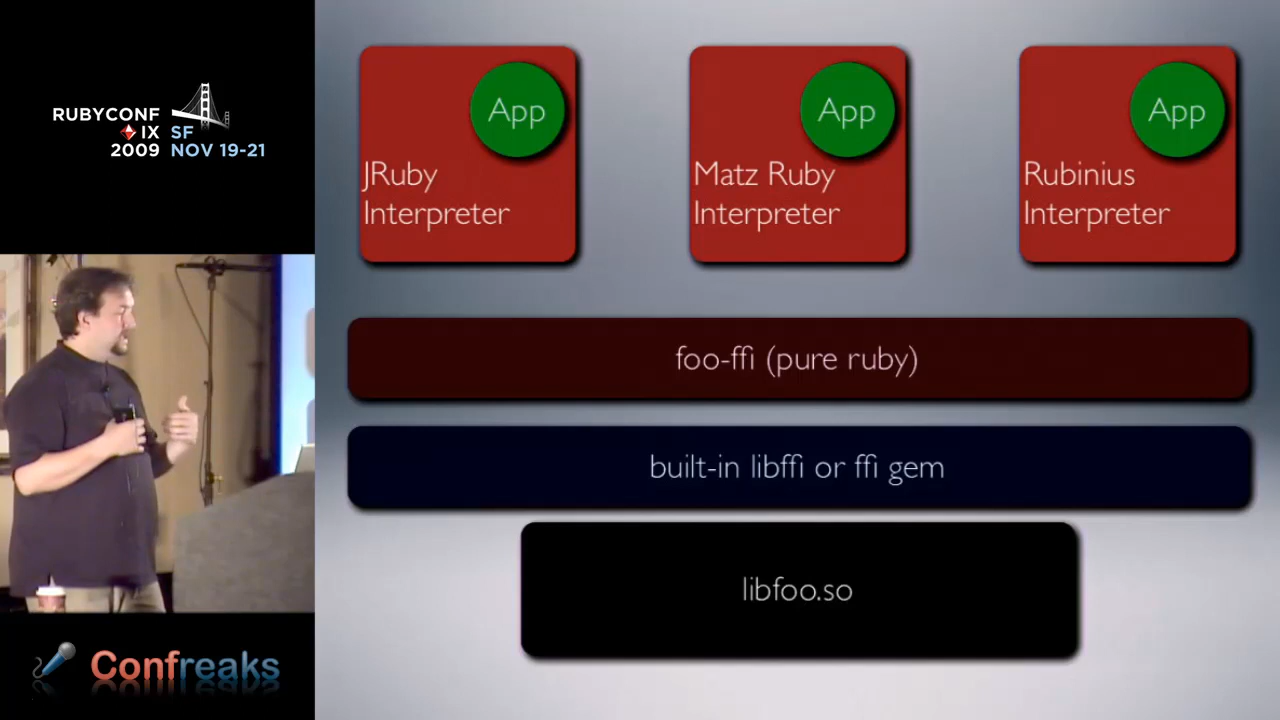 RUBYCONF
IX SF
2009 NOV 19-21
App
JRuby
Interpreter
App
Matz Ruby
Interpreter
App
Rubinius
Interpreter
foo-ffi (pure ruby)
built-in libffi or ffi gem
libfoo.so
Confreaks